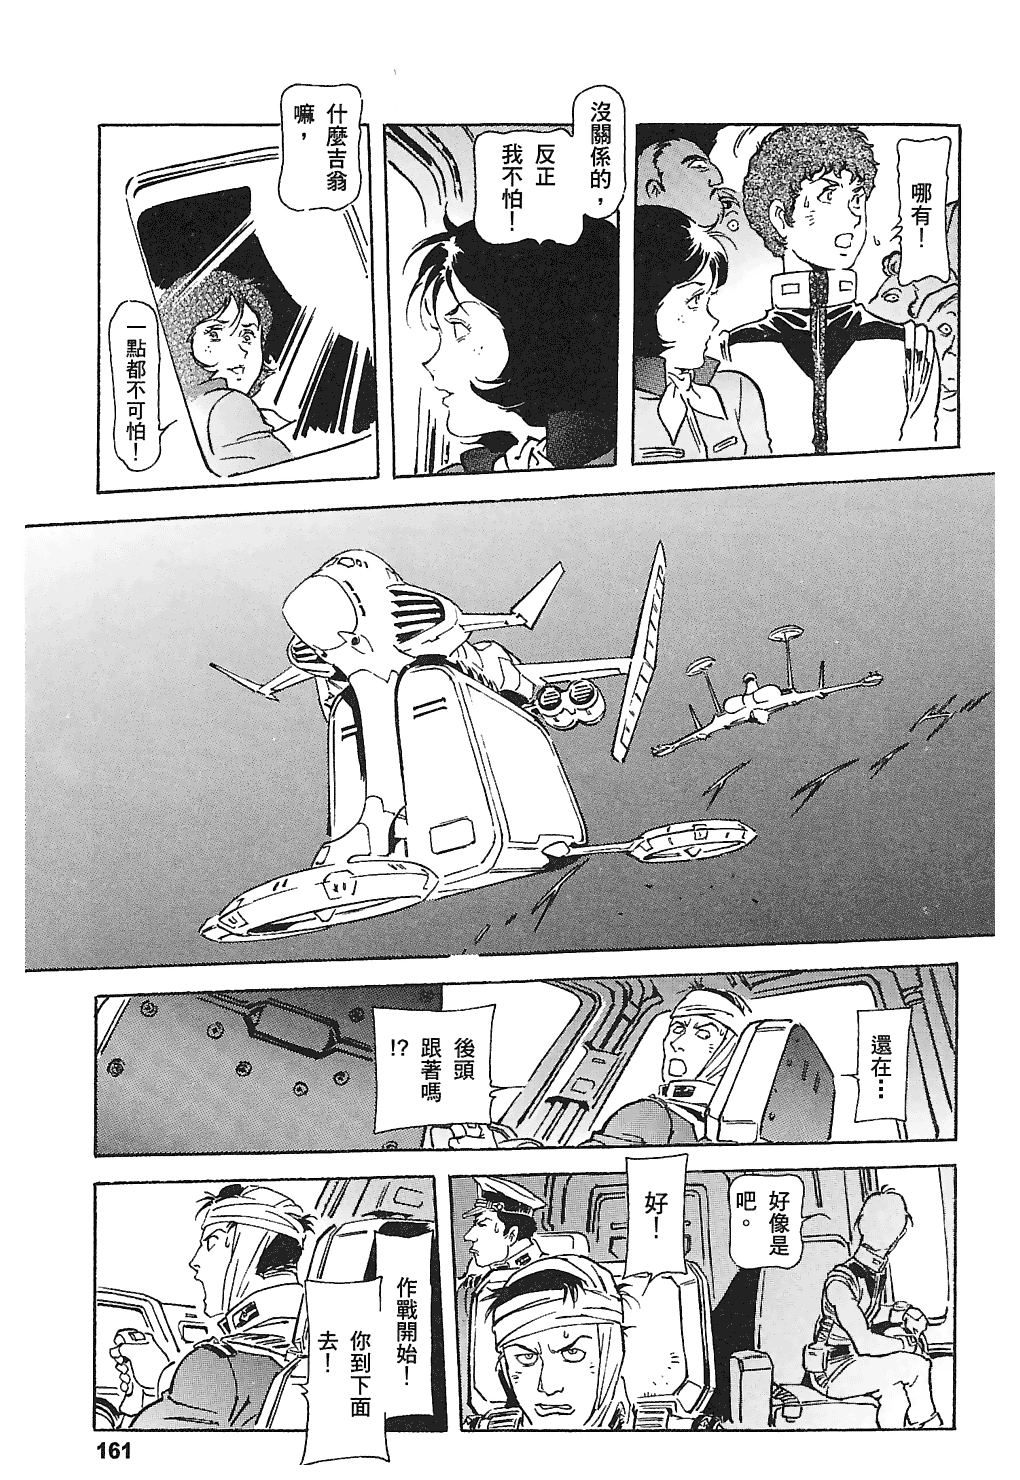 哪有！
沒關係的，
反正
我不怕！
什麼吉翁
嘛，
一點都不可怕！
還在⋯
後頭
跟著嗎
!?
好像是
吧。
好！
作戰開始！
你到下面
去！
161